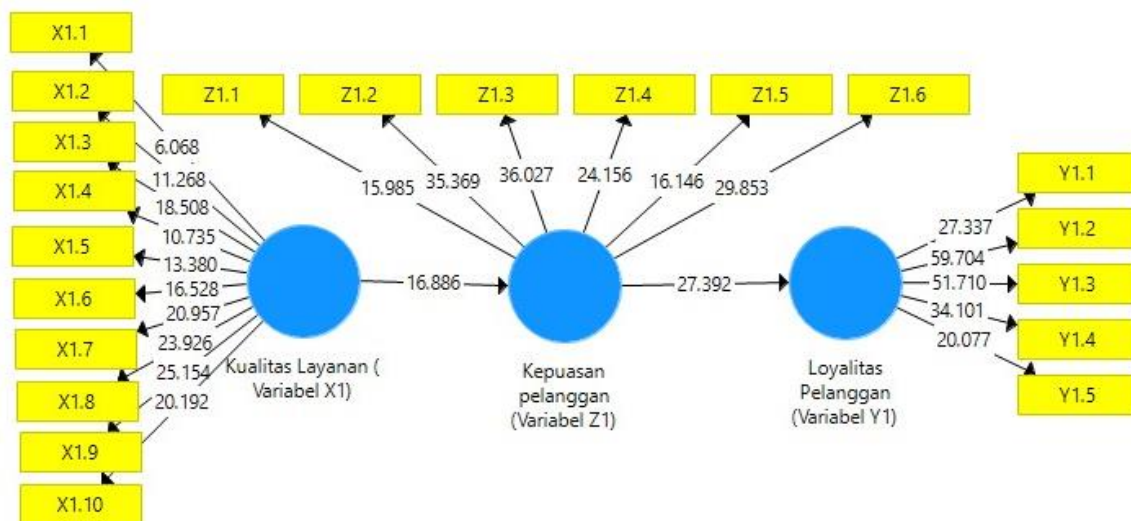 X1.1
X1.2
X1.3
X1.4
X1.5
X1.6
X1.7
X1.8
X1.9
X1.10
6.068
11.268
18.508
10.735
13.380
16.528
20.957
23.926
25.154
20.192
Kualitas Layanan (
Variabel X1)
16.886
Z1.1
Z1.2
Z1.3
Z1.4
Z1.5
Z1.6
15.985
35.369
36.027
24.156
16.146
29.853
Kepuasan
pelanggan
(Variabel Z1)
27.392
Loyalitas
Pelanggan
(Variabel Y1)
27.337
59.704
51.710
34.101
20.077
Y1.1
Y1.2
Y1.3
Y1.4
Y1.5